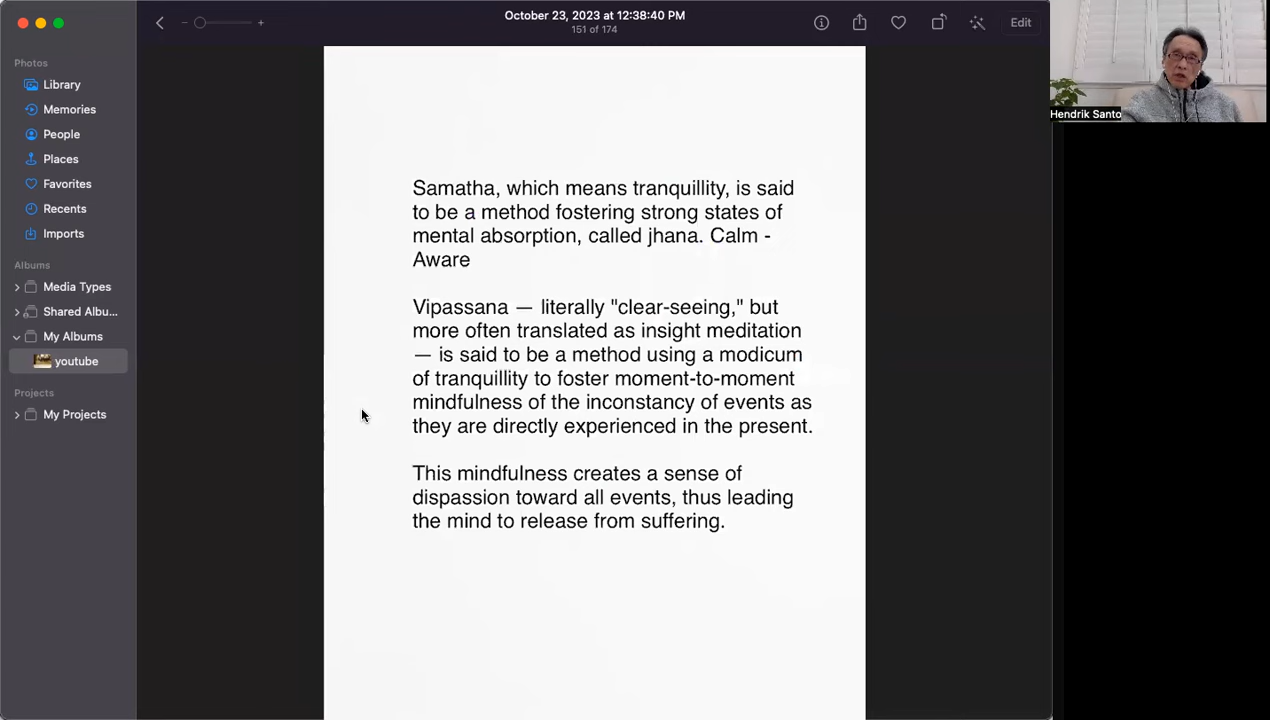 October 23, 2023 at 12:38:40 PM
151 of 174
Edit
Photos
Library
Memories
People
Places
Favorites
Recents
Imports
Albums
Media Types
Shared Albu...
My Albums
youtube
Projects
My Projects
Samatha, which means tranquillity, is said
to be a method fostering strong states of
mental absorption, called jhana. Calm -
Aware
Vipassana — literally "clear-seeing," but
more often translated as insight meditation
— is said to be a method using a modicum
of tranquillity to foster moment-to-moment
mindfulness of the inconstancy of events as
they are directly experienced in the present.
This mindfulness creates a sense of
dispassion toward all events, thus leading
the mind to release from suffering.
Hendrik Santo